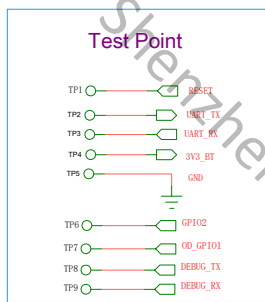 Test Point
TP1 RESET
TP2 UART_TX
TP3 UART_RX
TP4 3V3_BT
TP5 GND
TP6 GPIO2
TP7 OD_GPIO1
TP8 DEBUG_TX
TP9 DEBUG_RX
Shenzhen